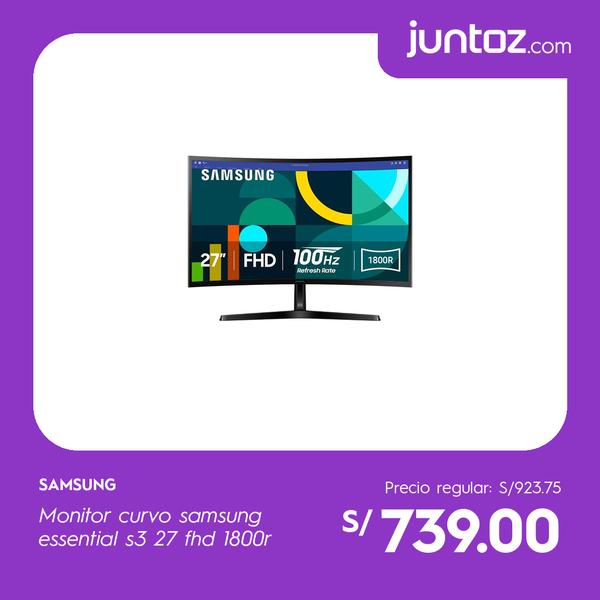 juntoz.com
SAMSUNG
27" FHD 100Hz 1800R
Refresh Rate
SAMSUNG
Monitor curvo samsung
essential s3 27 fhd 1800r
Precio regular: S/923.75
S/739.00